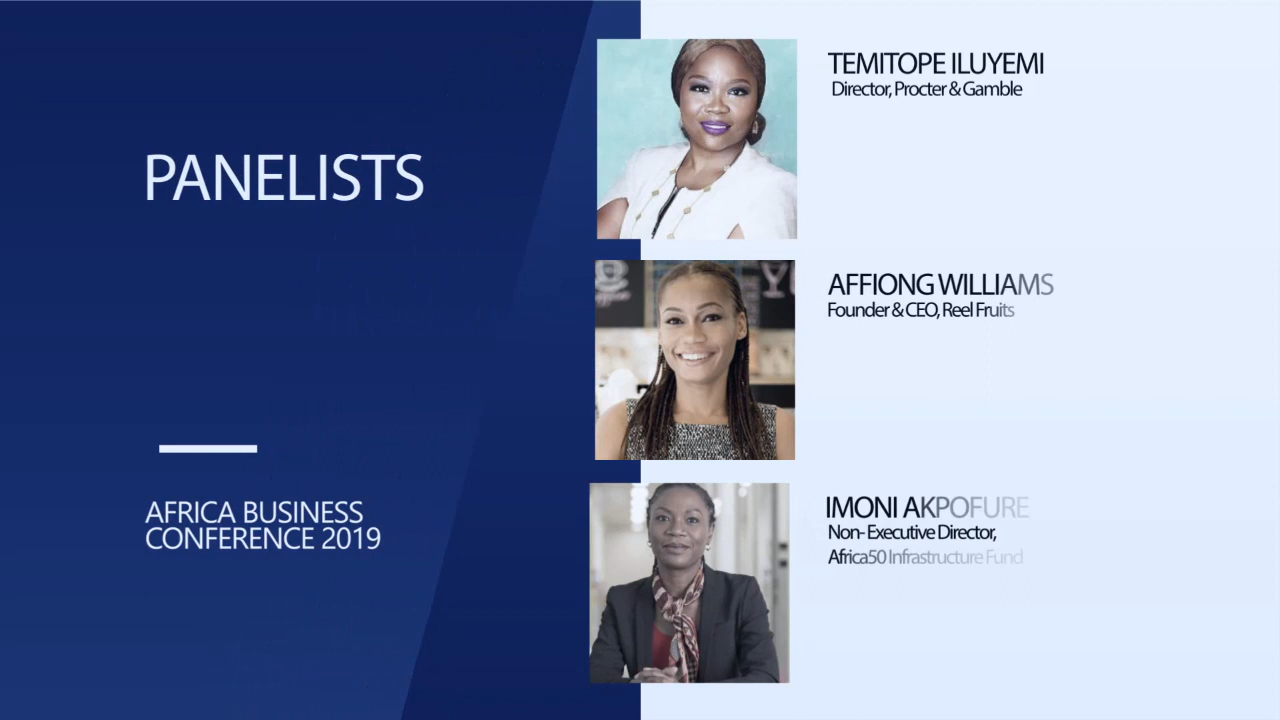 PANELISTS
AFRICA BUSINESS
CONFERENCE 2019
TEMITOPE ILUYEMI
Director, Procter & Gamble
AFFIONG WILLIAMS
Founder & CEO, Reel Fruits
IMONI AKPOFURE
Non-Executive Director,
Africa50 Infrastructure Fund